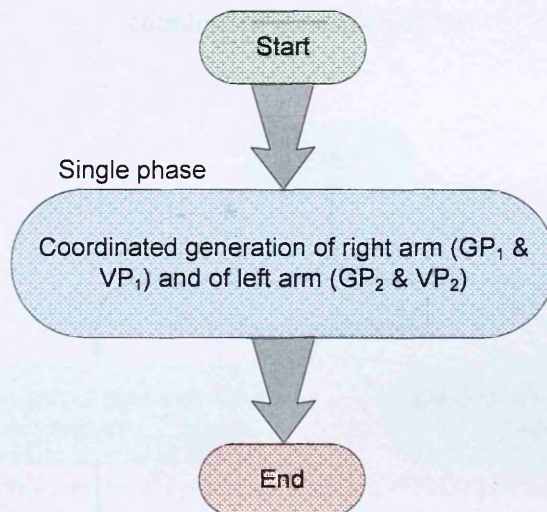 Start
Single phase
Coordinated generation of right arm (GP₁ &
VP₁) and of left arm (GP₂ & VP₂)
End